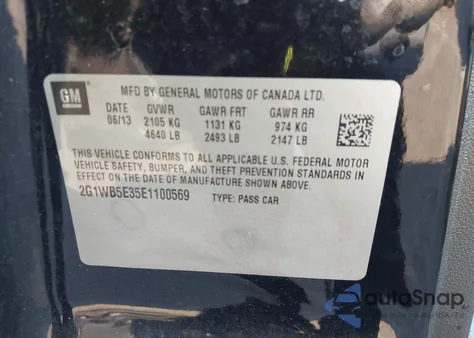 GM
MFD BY GENERAL MOTORS OF CANADA LTD.
DATE GVWR GAWR FRT GAWR RR
06/13 2105 KG 1131 KG 974 KG
4640 LB 2493 LB 2147 LB
THIS VEHICLE CONFORMS TO ALL APPLICABLE U.S. FEDERAL MOTOR
VEHICLE SAFETY, BUMPER, AND THEFT PREVENTION STANDARDS IN
EFFECT ON THE DATE OF MANUFACTURE SHOWN ABOVE.
2G1WB5E35E1100569 TYPE: PASS CAR
autoSnap